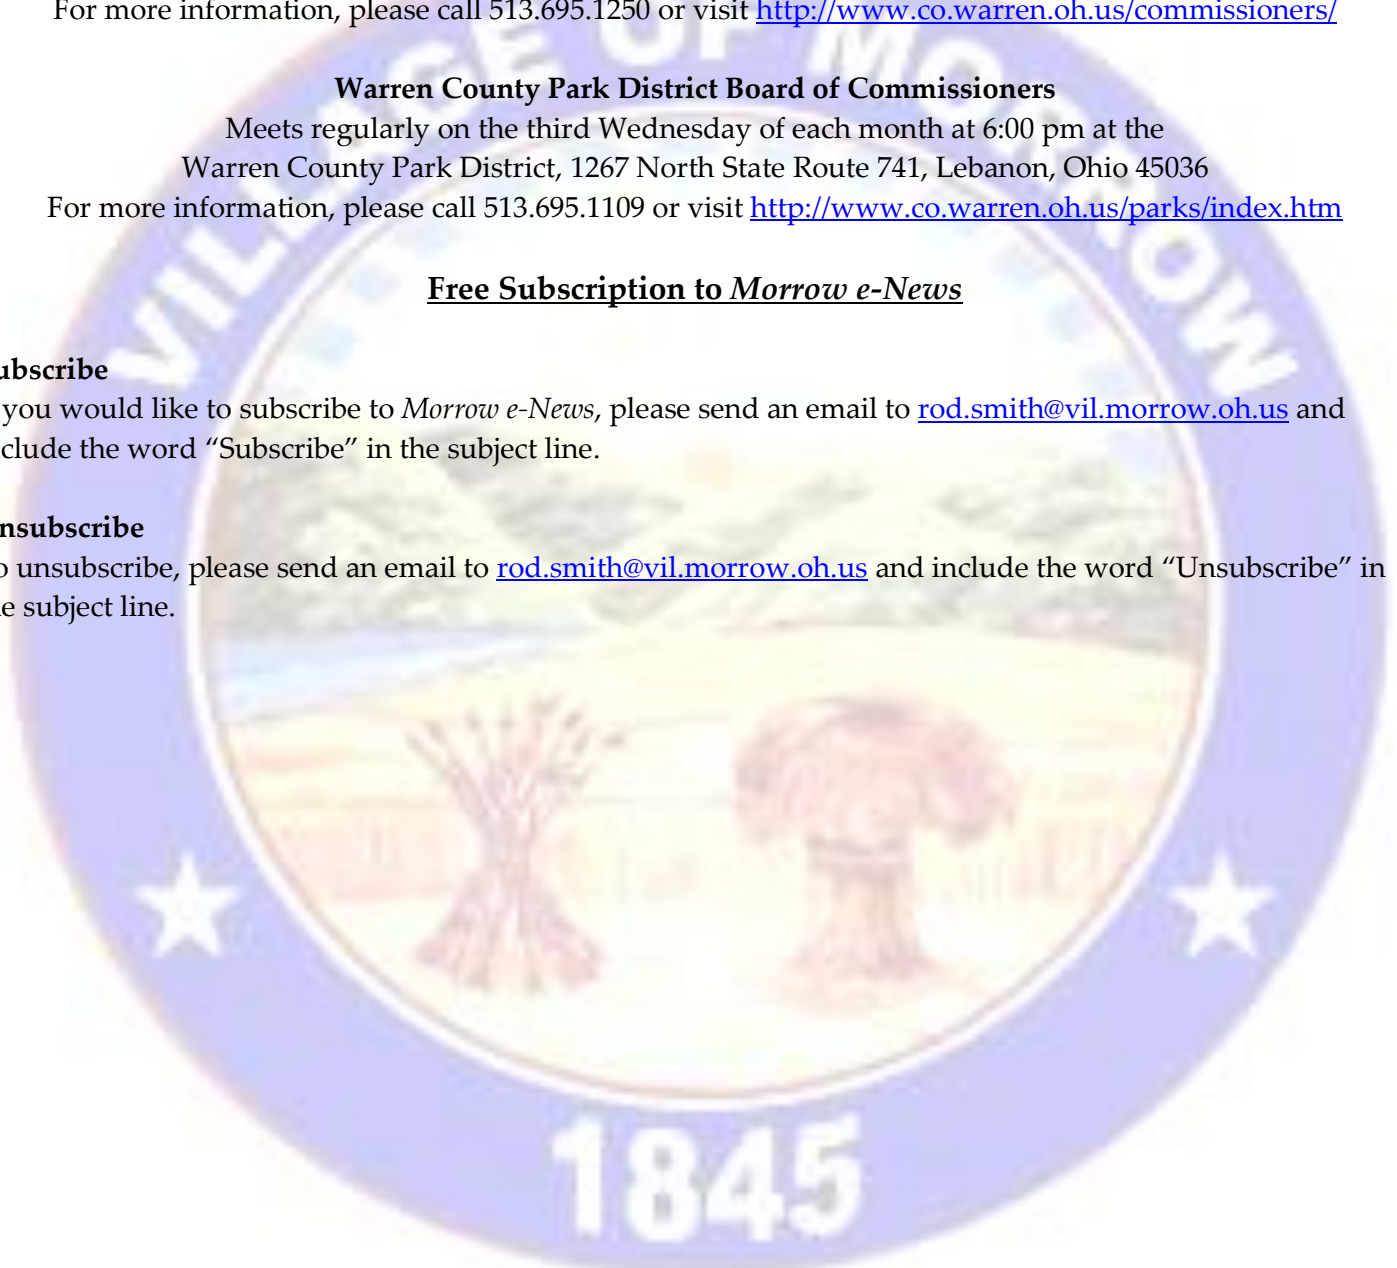 For more information, please call 513.695.1250 or visit http://www.co.warren.oh.us/commissioners/
VILLAGE OF MORROW
Warren County Park District Board of Commissioners
Meets regularly on the third Wednesday of each month at 6:00 pm at the
Warren County Park District, 1267 North State Route 741, Lebanon, Ohio 45036
For more information, please call 513.695.1109 or visit http://www.co.warren.oh.us/parks/index.htm
Free Subscription to Morrow e-News
ubscribe
you would like to subscribe to Morrow e-News, please send an email to rod.smith@vil.morrow.oh.us and
clude the word “Subscribe” in the subject line.
nsubscribe
o unsubscribe, please send an email to rod.smith@vil.morrow.oh.us and include the word “Unsubscribe” in
e subject line.
1845